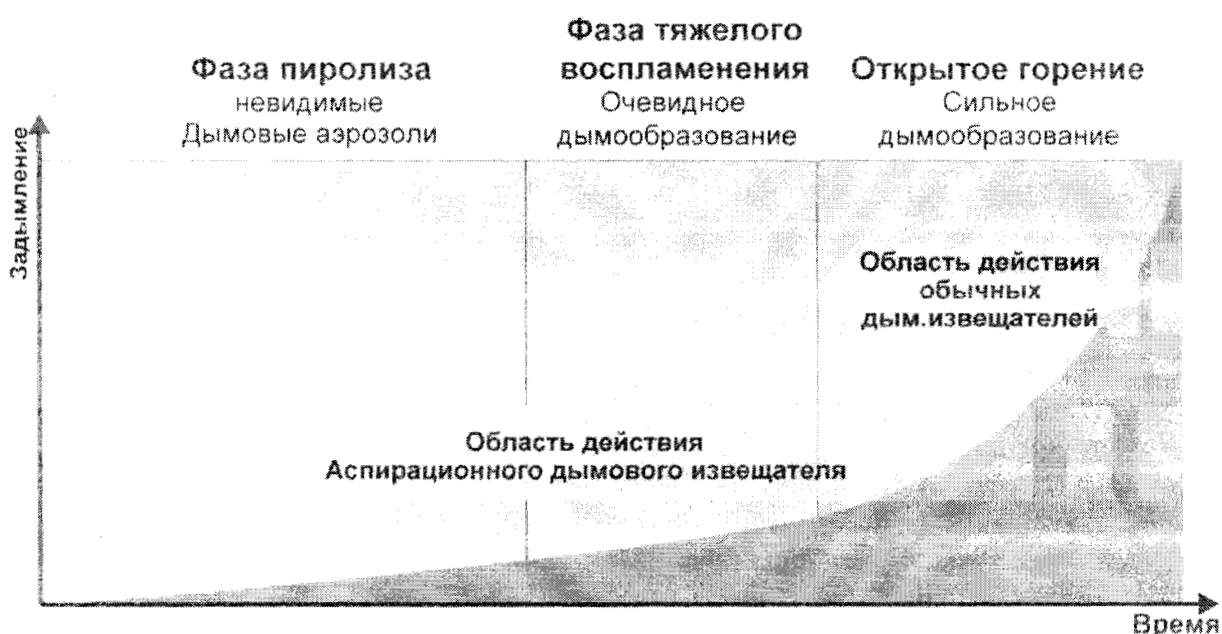 Фаза пиролиза
невидимые
Дымовые аэрозоли
Фаза тяжелого
воспламенения
Очевидное
дымообразование
Открытое горение
Сильное
дымообразование
Задымление
Область действия
обычных
дым.извещателей
Область действия
Аспирационного дымового извещателя
Время